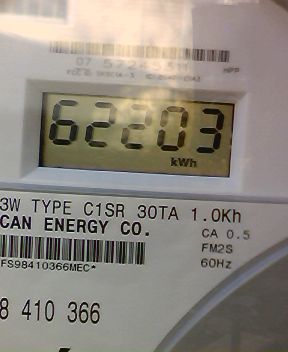 62203
kWh
3W TYPE C1SR 30TA 1.0Kh
CAN ENERGY CO.
CA 0.5
FM2S
60Hz
FS98410366MEC*
8 410 366